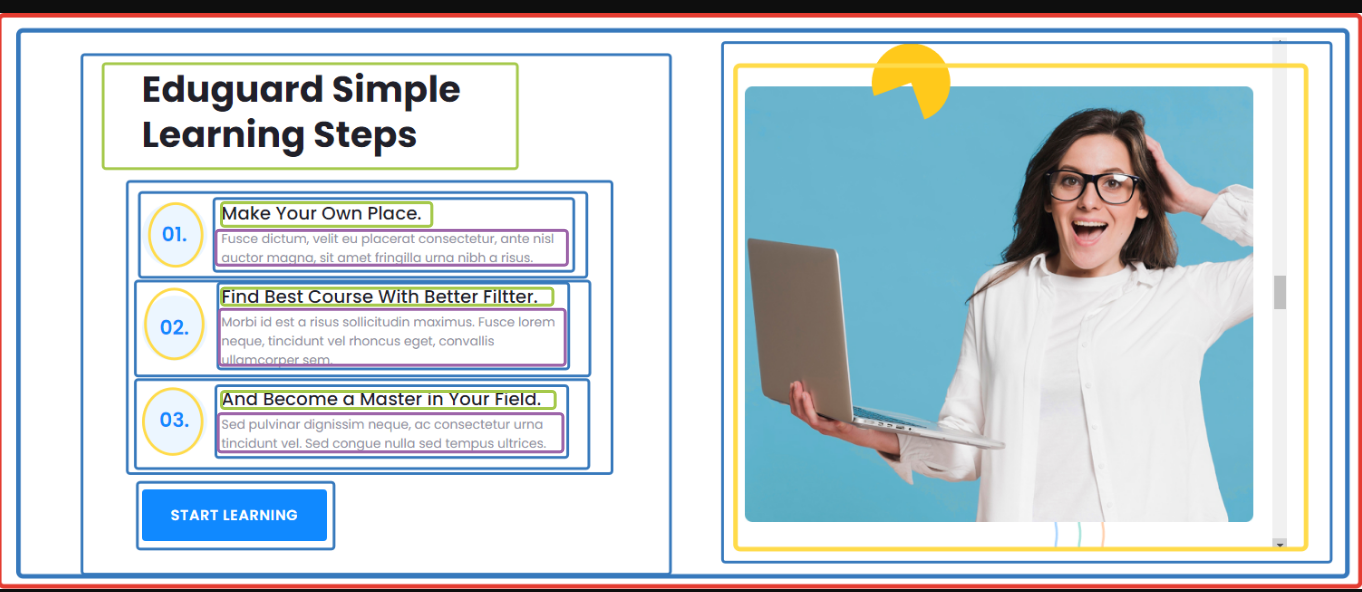 Eduguard Simple
Learning Steps
01.
Make Your Own Place.
Fusce dictum, velit eu placerat consectetur, ante nisl
auctor magna, sit amet fringilla urna nibh a risus.
02.
Find Best Course With Better Filtter.
Morbi id est a risus sollicitudin maximus. Fusce lorem
neque, tincidunt vel rhoncus eget, convallis
ullamcorper sem.
03.
And Become a Master in Your Field.
Sed pulvinar dignissim neque, ac consectetur urna
tincidunt vel. Sed congue nulla sed tempus ultrices.
START LEARNING